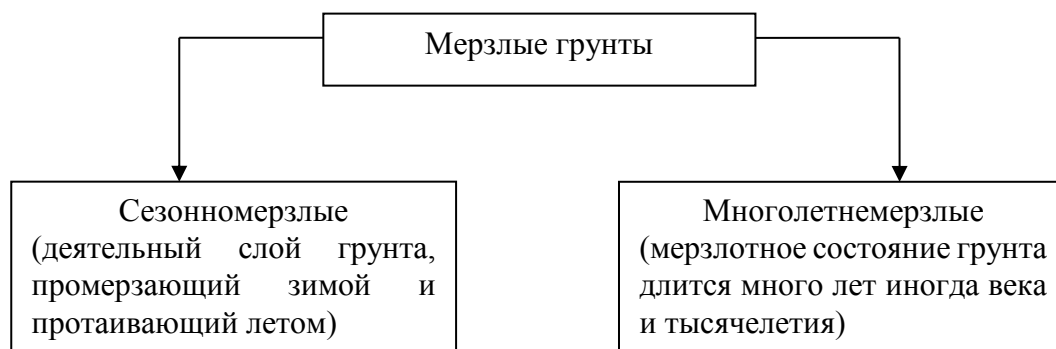 Мерзлые грунты
Сезонномерзлые
(деятельный слой грунта,
промерзающий зимой и
протаивающий летом)
Многолетнемерзлые
(мерзлотное состояние грунта
длится много лет иногда века
и тысячелетия)